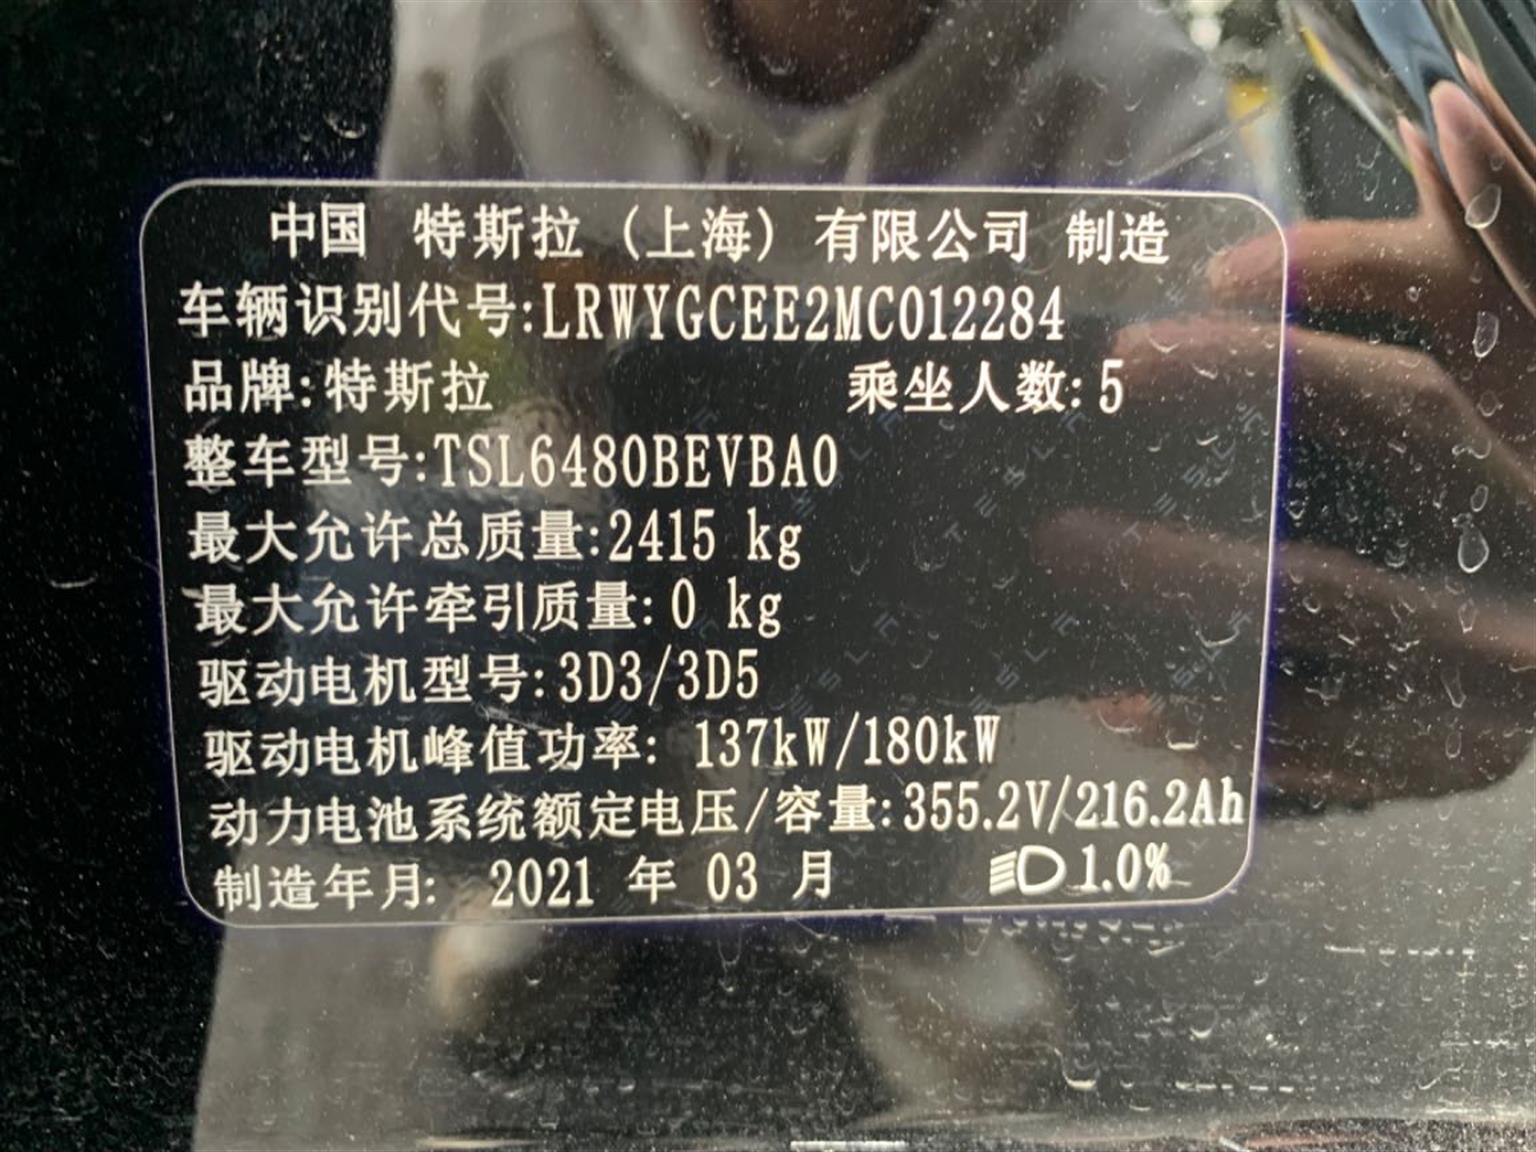 中国 特斯拉（上海）有限公司 制造
车辆识别代号:LRWYGCEE2MC012284
品牌:特斯拉 乘坐人数:5
整车型号:TSL6480BEVBA0
最大允许总质量:2415 kg
最大允许牵引质量:0 kg
驱动电机型号:3D3/3D5
驱动电机峰值功率: 137kW/180kW
动力电池系统额定电压/容量:355.2V/216.2Ah
制造年月: 2021 年 03 月 1.0%
TESLA
TESLA
TESLA